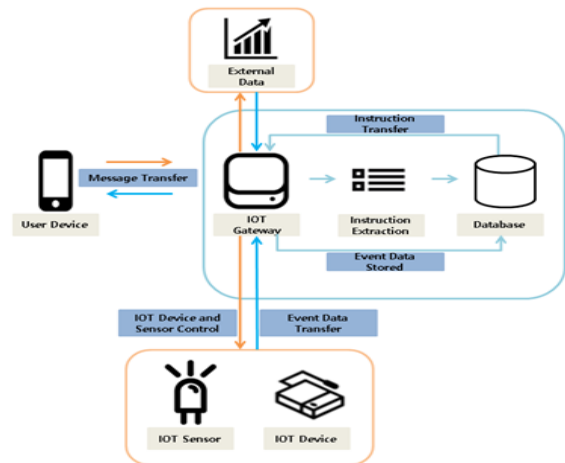 External
Data
Instruction
Transfer
Message Transfer
User Device
IOT
Gateway
Instruction
Extraction
Database
Event Data
Stored
IOT Device and
Sensor Control
Event Data
Transfer
IOT Sensor
IOT Device